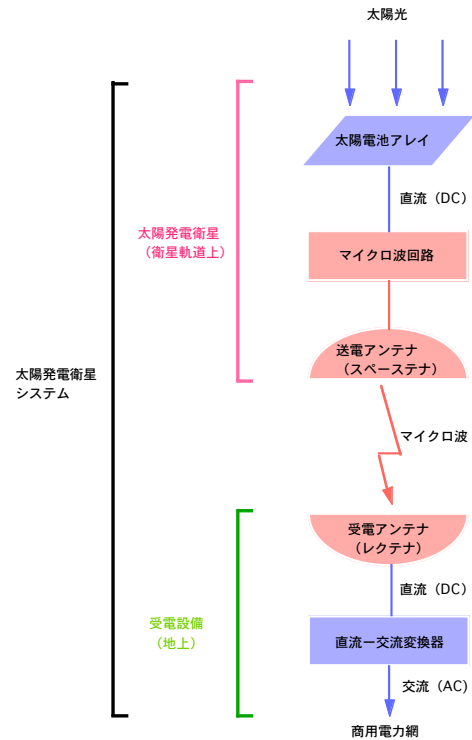 太陽光
太陽電池アレイ
直流（DC）
太陽発電衛星
（衛星軌道上）
マイクロ波回路
送電アンテナ
（スペーステナ）
太陽発電衛星
システム
マイクロ波
受電アンテナ
（レクテナ）
直流（DC）
受電設備
（地上）
直流ー交流変換器
交流（AC）
商用電力網